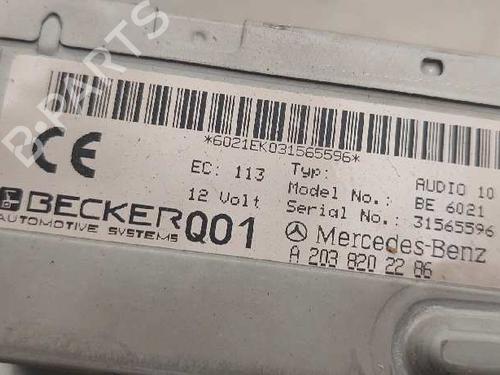 B-PARTS
*6021EK031565596*
CE
EC: 113
12 Volt
Typ: AUDIO 10
Model No.: BE 6021
Serial No.: 31565596
BECKER
AUTOMOTIVE SYSTEMS
Q01
Mercedes-Benz
A 203 820 22 86